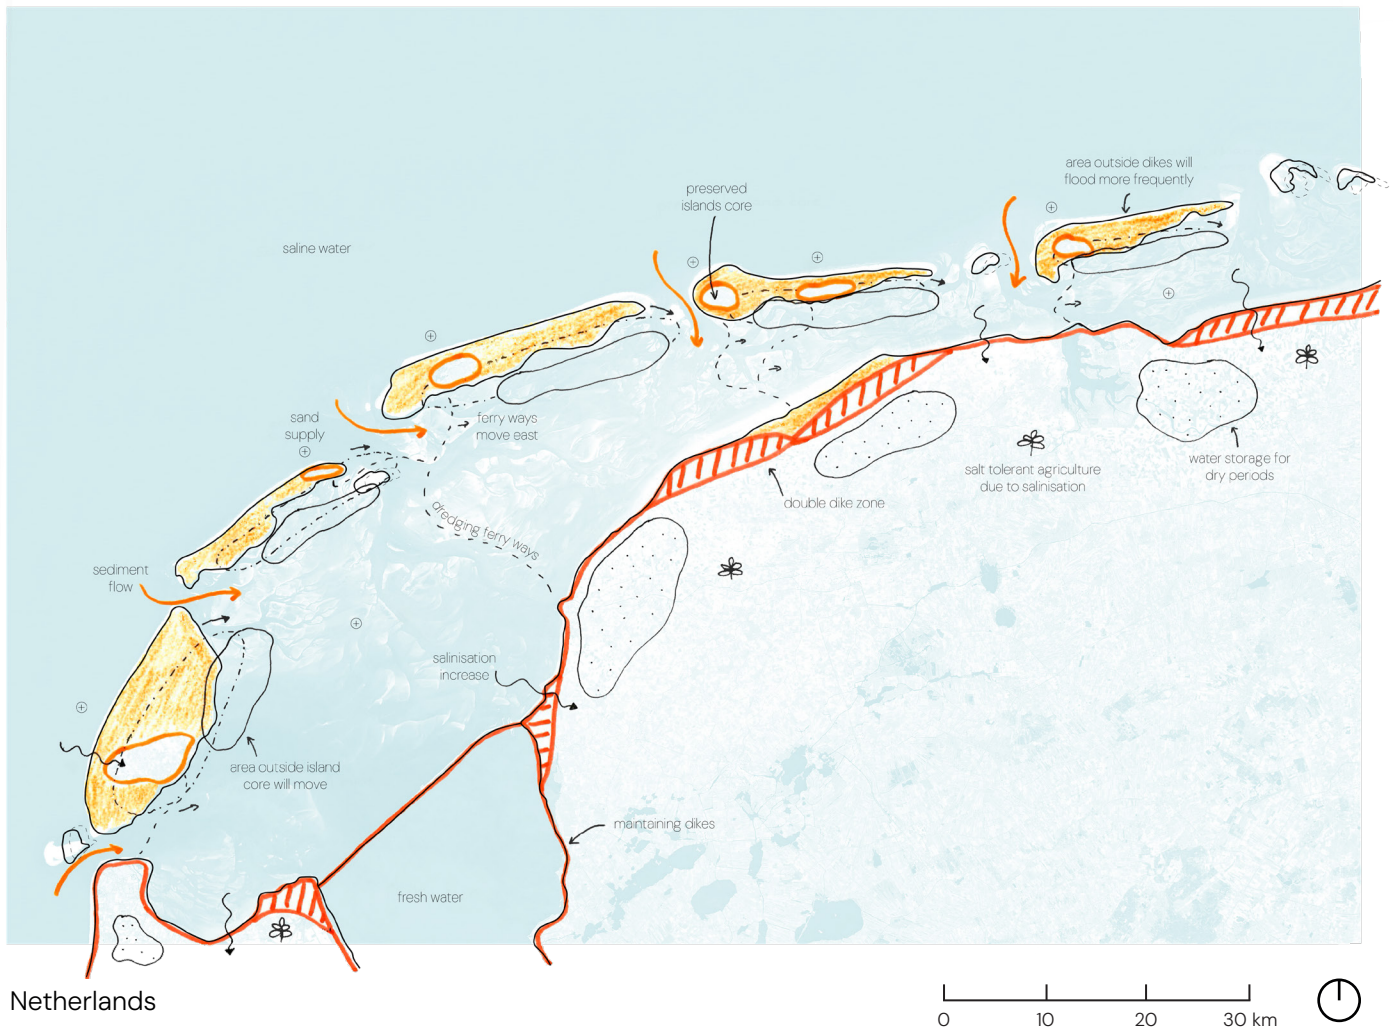 area outside dikes will
flood more frequently
preserved
islands core
saline water
sand
supply
ferry ways
move east
salt tolerant agriculture
due to salinisation
water storage for
dry periods
double dike zone
dredging ferry ways
sediment
flow
salinisation
increase
area outside island
core will move
maintaining dikes
fresh water
Netherlands
0 10 20 30 km